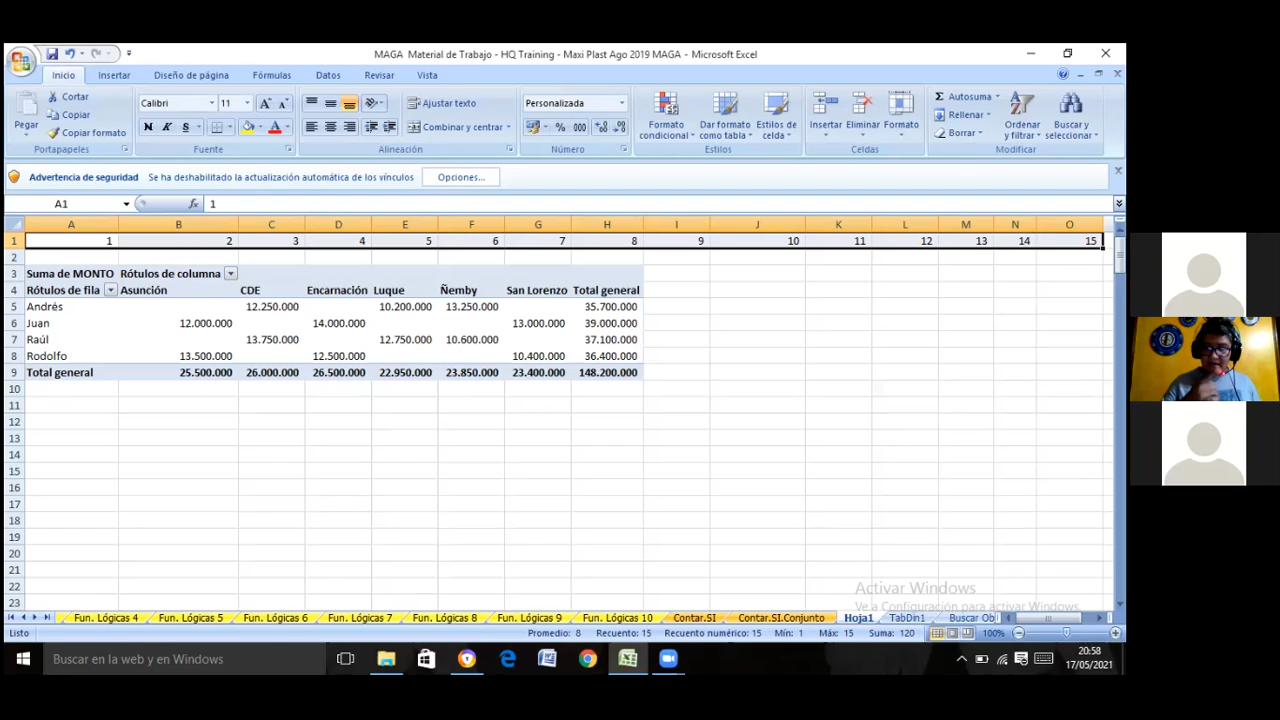 MAGA Material de Trabajo - HQ Training - Maxi Plast Ago 2019 MAGA - Microsoft Excel
Inicio Insertar Diseño de página Fórmulas Datos Revisar Vista
Pegar Cortar Copiar Copiar formato Portapapeles
Calibri 11 N K S Fuente
Ajustar texto Combinar y centrar Alineación
Personalizada % 000 Número
Formato condicional Dar formato como tabla Estilos de celda Estilos
Insertar Eliminar Formato Celdas
Autosuma Rellenar Borrar Ordenar y filtrar Buscar y seleccionar Modificar
Advertencia de seguridad Se ha deshabilitado la actualización automática de los vínculos Opciones...
A1 fx 1
A B C D E F G H I J K L M N O
1 1 2 3 4 5 6 7 8 9 10 11 12 13 14 15
2
3 Suma de MONTO Rótulos de columna
4 Rótulos de fila Asunción CDE Encarnación Luque Ñemby San Lorenzo Total general
5 Andrés 12.250.000 10.200.000 13.250.000 35.700.000
6 Juan 12.000.000 14.000.000 13.000.000 39.000.000
7 Raúl 13.750.000 12.750.000 10.600.000 37.100.000
8 Rodolfo 13.500.000 12.500.000 10.400.000 36.400.000
9 Total general 25.500.000 26.000.000 26.500.000 22.950.000 23.850.000 23.400.000 148.200.000
10
11
12
13
14
15
16
17
18
19
20
21
22
23
Activar Windows
Ve a Configuración para activar Windows.
Fun. Lógicas 4 Fun. Lógicas 5 Fun. Lógicas 6 Fun. Lógicas 7 Fun. Lógicas 8 Fun. Lógicas 9 Fun. Lógicas 10 Contar.SI Contar.SI.Conjunto Hoja1 TabDin1 Buscar Ob
Listo Promedio: 8 Recuento: 15 Recuento numérico: 15 Mín: 1 Máx: 15 Suma: 120 100%
Buscar en la web y en Windows
20:58
17/05/2021